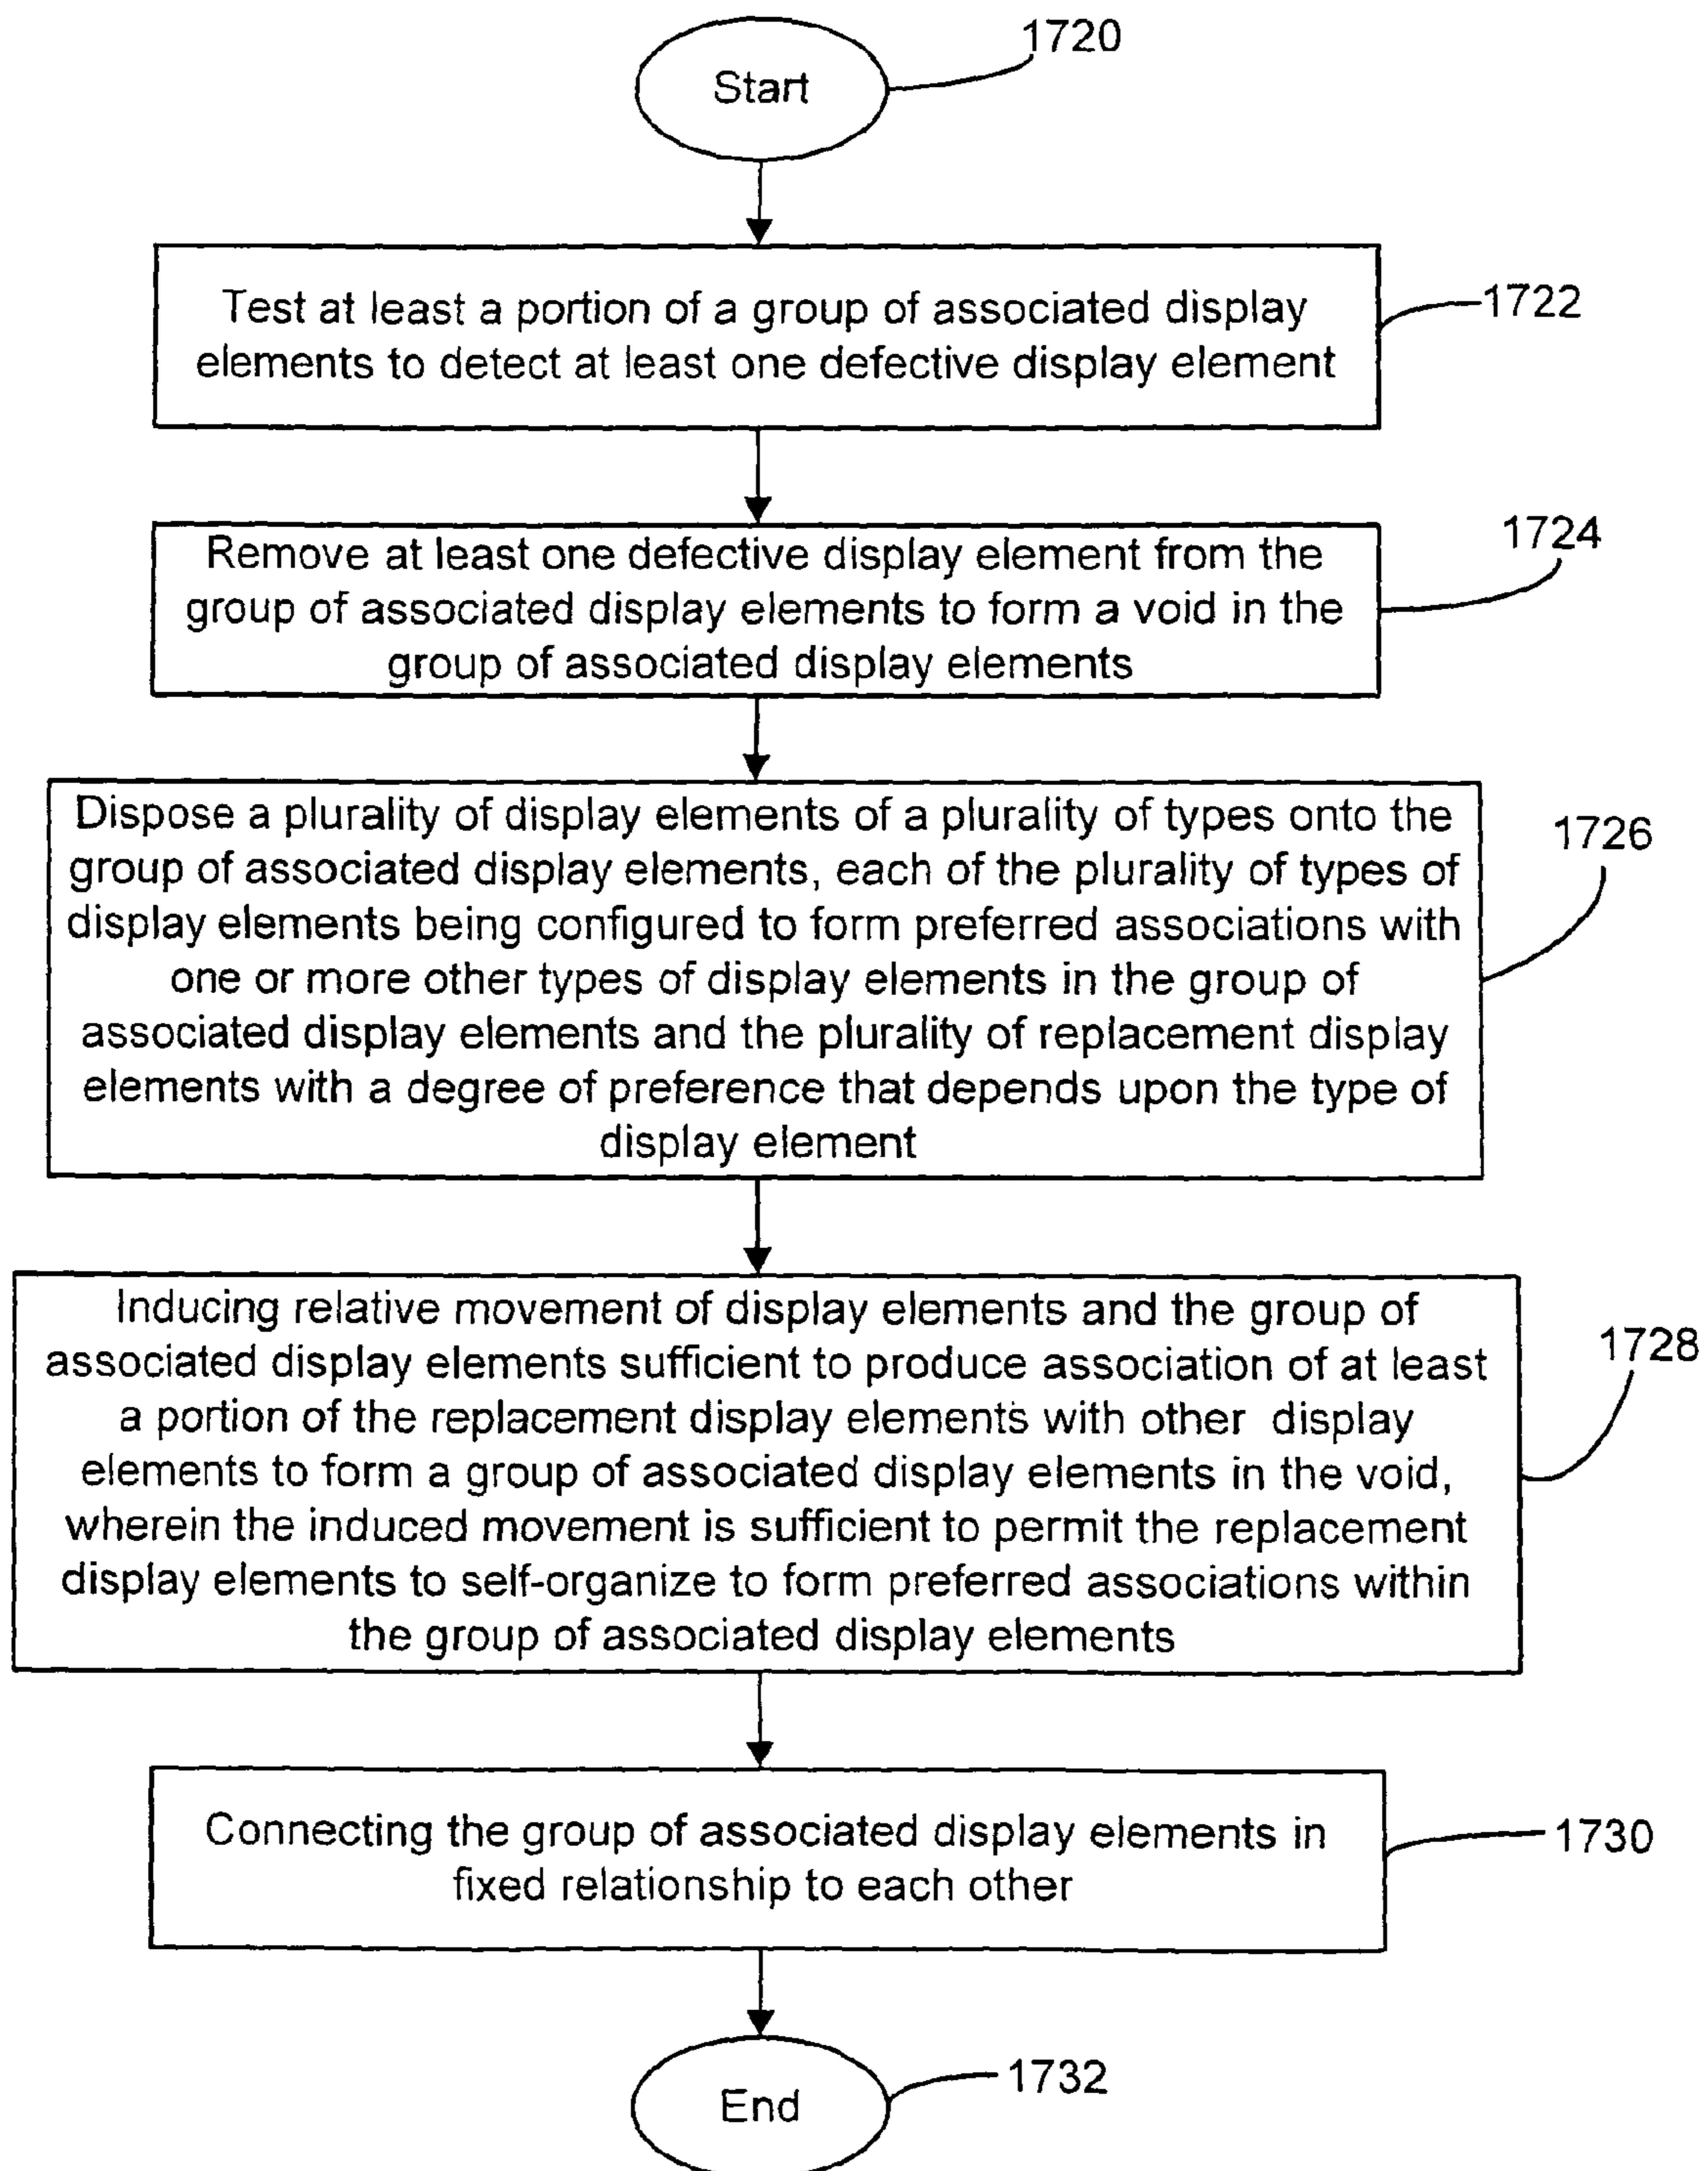 1720
Start
Test at least a portion of a group of associated display
elements to detect at least one defective display element
1722
Remove at least one defective display element from the
group of associated display elements to form a void in the
group of associated display elements
1724
Dispose a plurality of display elements of a plurality of types onto the
group of associated display elements, each of the plurality of types of
display elements being configured to form preferred associations with
one or more other types of display elements in the group of
associated display elements and the plurality of replacement display
elements with a degree of preference that depends upon the type of
display element
1726
Inducing relative movement of display elements and the group of
associated display elements sufficient to produce association of at least
a portion of the replacement display elements with other display
elements to form a group of associated display elements in the void,
wherein the induced movement is sufficient to permit the replacement
display elements to self-organize to form preferred associations within
the group of associated display elements
1728
Connecting the group of associated display elements in
fixed relationship to each other
1730
End
1732